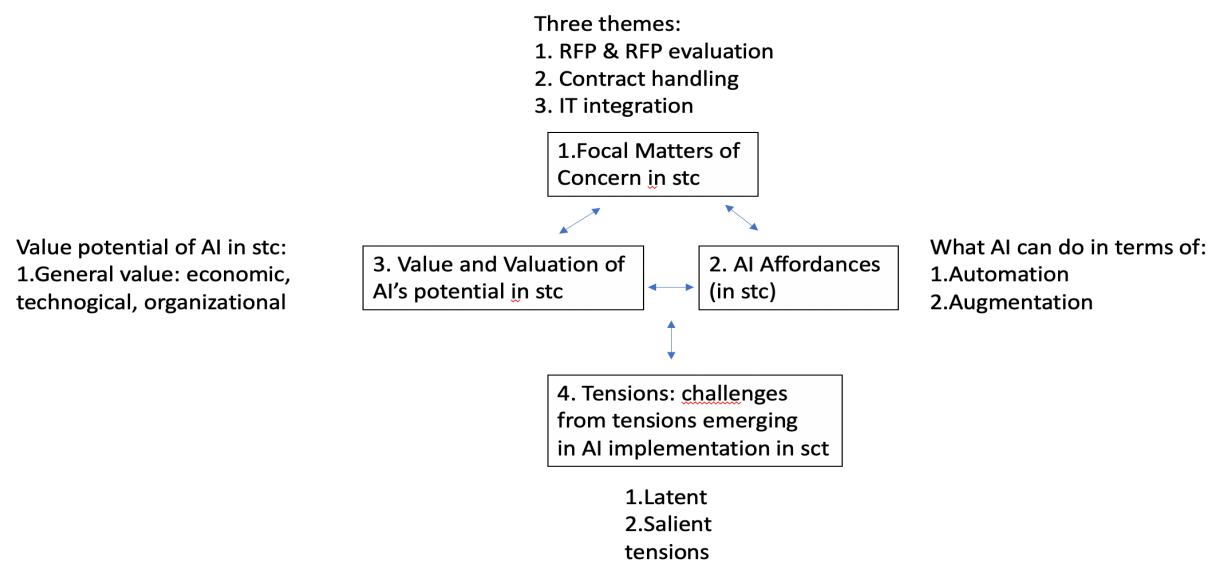 Three themes:
1. RFP & RFP evaluation
2. Contract handling
3. IT integration
1.Focal Matters of
Concern in stc
Value potential of AI in stc:
1.General value: economic,
technogical, organizational
3. Value and Valuation of
AI's potential in stc
2. AI Affordances
(in stc)
What AI can do in terms of:
1.Automation
2.Augmentation
4. Tensions: challenges
from tensions emerging
in AI implementation in sct
1.Latent
2.Salient
tensions